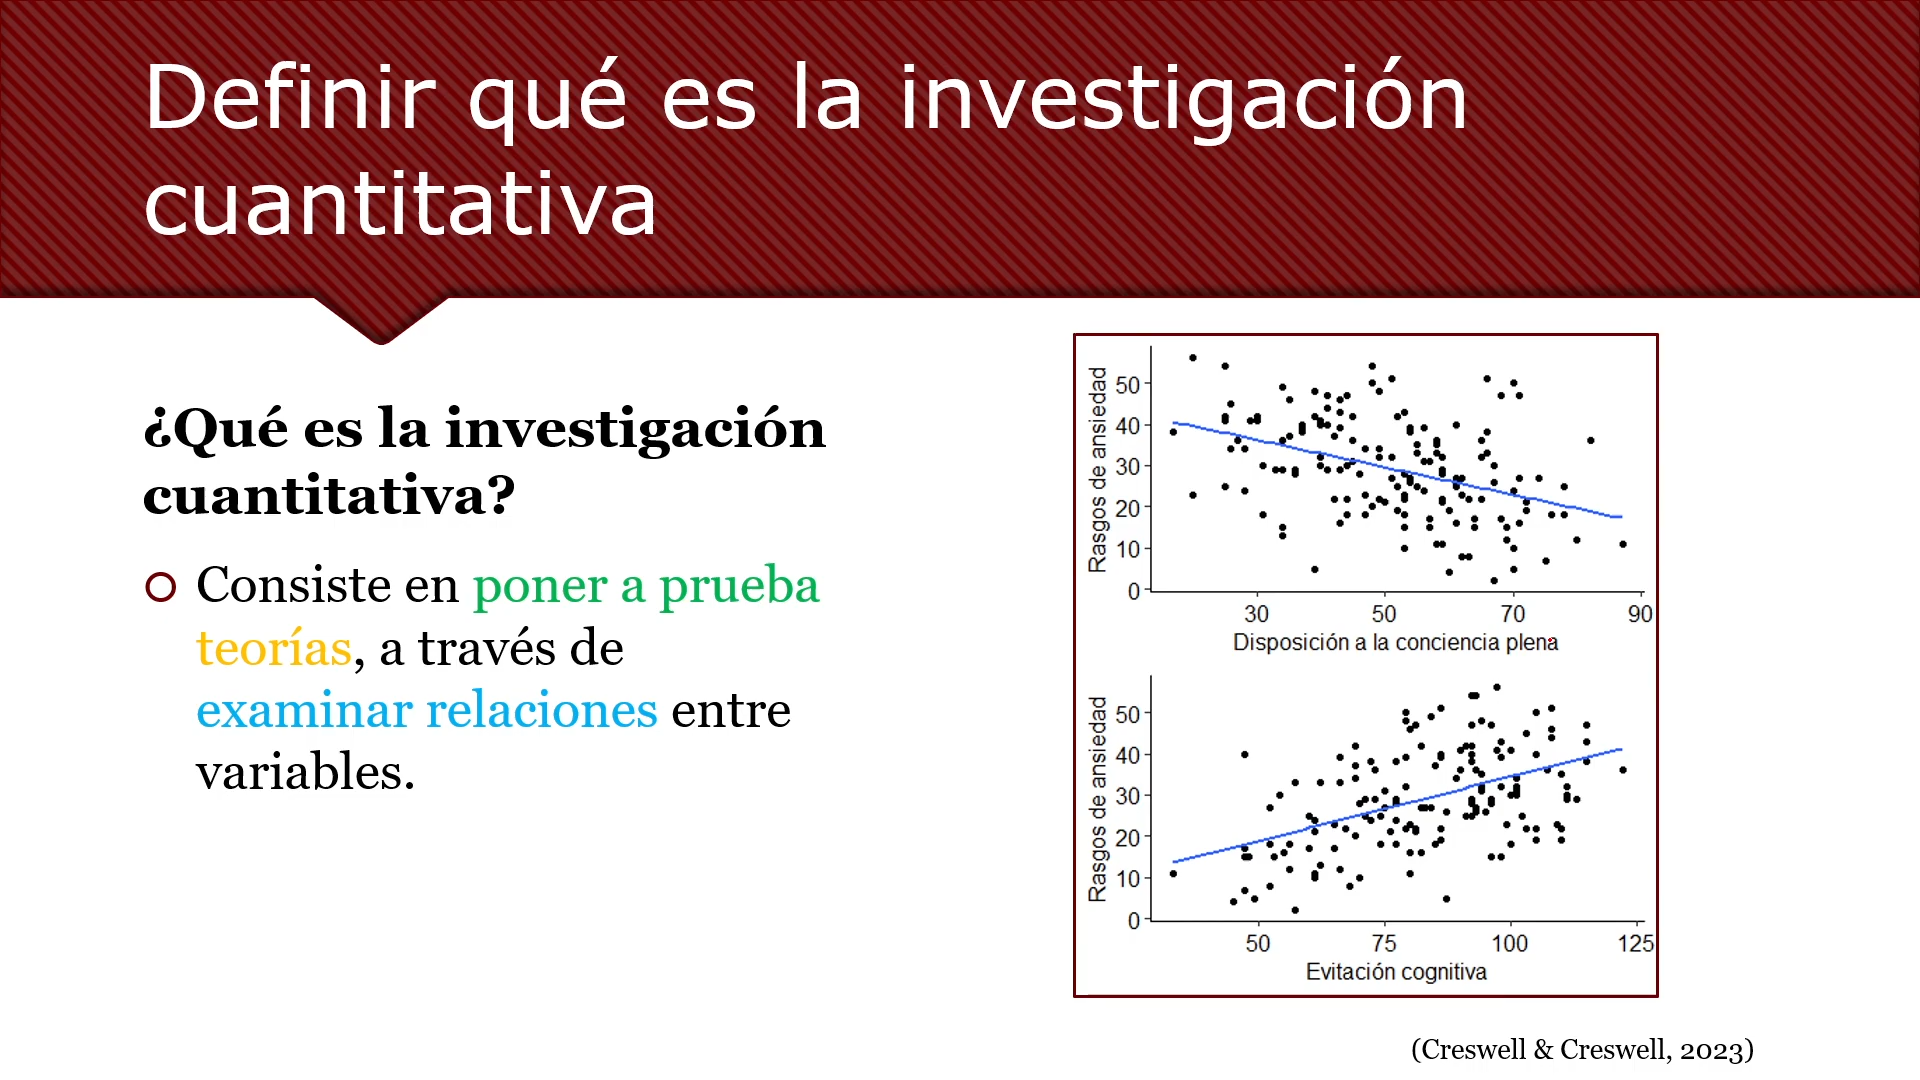 Definir qué es la investigación
cuantitativa
¿Qué es la investigación
cuantitativa?
Consiste en poner a prueba
teorías, a través de
examinar relaciones entre
variables.
Rasgos de ansiedad
50
40
30
20
10
0
30 50 70 90
Disposición a la conciencia plena
Rasgos de ansiedad
50
40
30
20
10
0
50 75 100 125
Evitación cognitiva
(Creswell & Creswell, 2023)